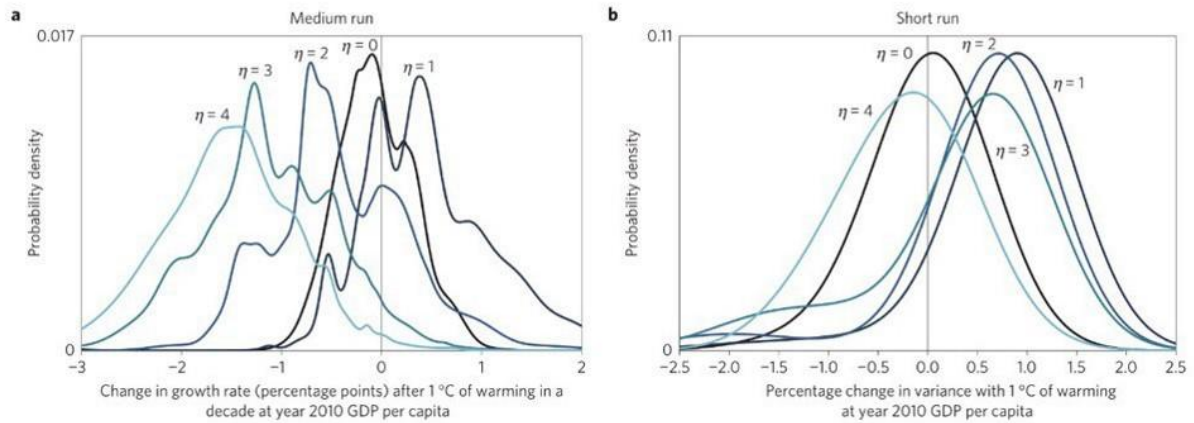 a
Medium run
0.017
η = 0
η = 2
η = 1
η = 3
η = 4
Probability density
0
−3
−2
−1
0
1
2
Change in growth rate (percentage points) after 1 °C of warming in a
decade at year 2010 GDP per capita
b
Short run
0.11
η = 0
η = 2
η = 1
η = 4
η = 3
Probability density
0
−2.5
−2.0
−1.5
−1.0
−0.5
0.0
0.5
1.0
1.5
2.0
2.5
Percentage change in variance with 1 °C of warming
at year 2010 GDP per capita